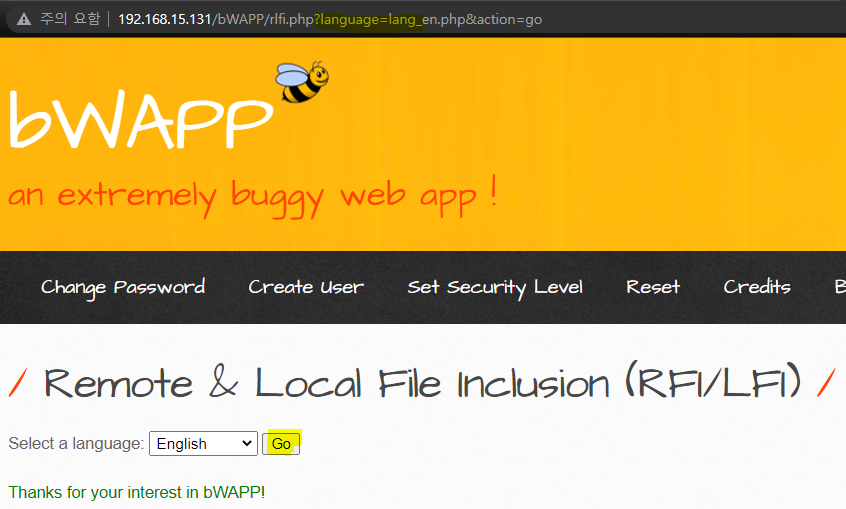 주의 요함 192.168.15.131/bWAPP/rlfi.php?language=lang_en.php&action=go
bWAPP
an extremely buggy web app !
Change Password Create User Set Security Level Reset Credits B
/ Remote & Local File Inclusion (RFI/LFI) /
Select a language: English Go
Thanks for your interest in bWAPP!